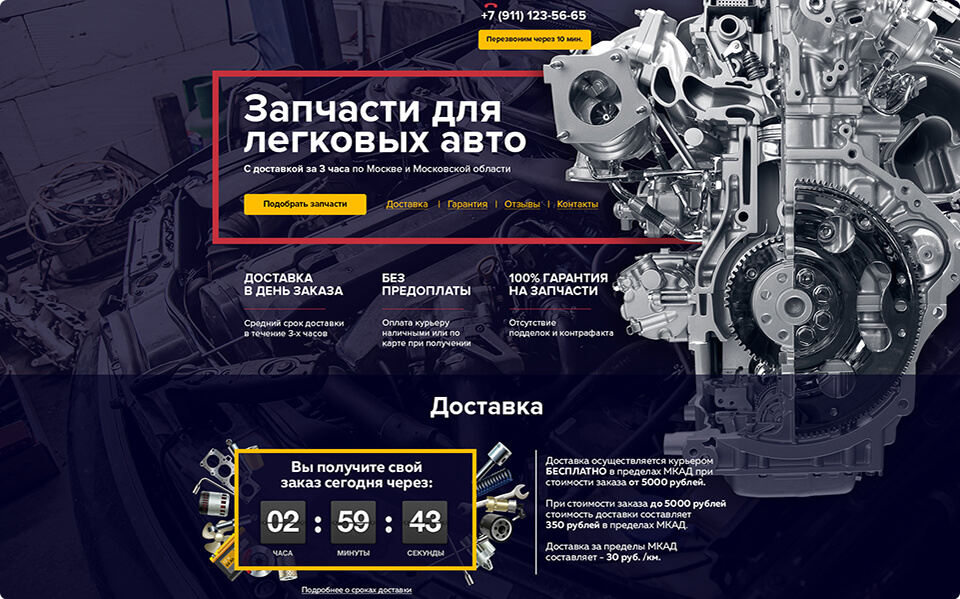 +7 (911) 123-56-65
Перезвоним через 10 мин.
Запчасти для
легковых авто
С доставкой за 3 часа по Москве и Московской области
Подобрать запчасти
Доставка | Гарантия | Отзывы | Контакты
ДОСТАВКА
В ДЕНЬ ЗАКАЗА
Средний срок доставки
в течение 3-х часов
БЕЗ
ПРЕДОПЛАТЫ
Оплата курьеру
наличными или по
карте при получении
100% ГАРАНТИЯ
НА ЗАПЧАСТИ
Отсутствие
подделок и контрафакта
Доставка
Вы получите свой
заказ сегодня через:
02 : 59 : 43
ЧАСА МИНУТЫ СЕКУНДЫ
Подробнее о сроках доставки
Доставка осуществляется курьером
БЕСПЛАТНО в пределах МКАД при
стоимости заказа от 5000 рублей.
При стоимости заказа до 5000 рублей
стоимость доставки составляет
350 рублей в пределах МКАД.
Доставка за пределы МКАД
составляет - 30 руб. /км.